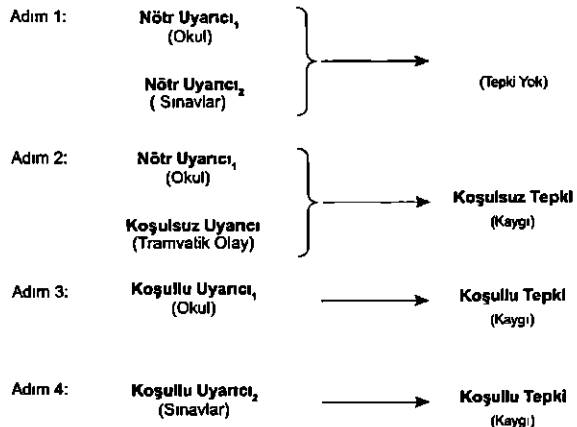 Adım 1:
Nötr Uyarıcı₁
(Okul)
Nötr Uyarıcı₂
( Sınavlar)
(Tepki Yok)
Adım 2:
Nötr Uyarıcı₁
(Okul)
Koşulsuz Uyarıcı
(Tramvatik Olay)
Koşulsuz Tepki
(Kaygı)
Adım 3:
Koşullu Uyarıcı₁
(Okul)
Koşullu Tepki
(Kaygı)
Adım 4:
Koşullu Uyarıcı₂
(Sınavlar)
Koşullu Tepki
(Kaygı)